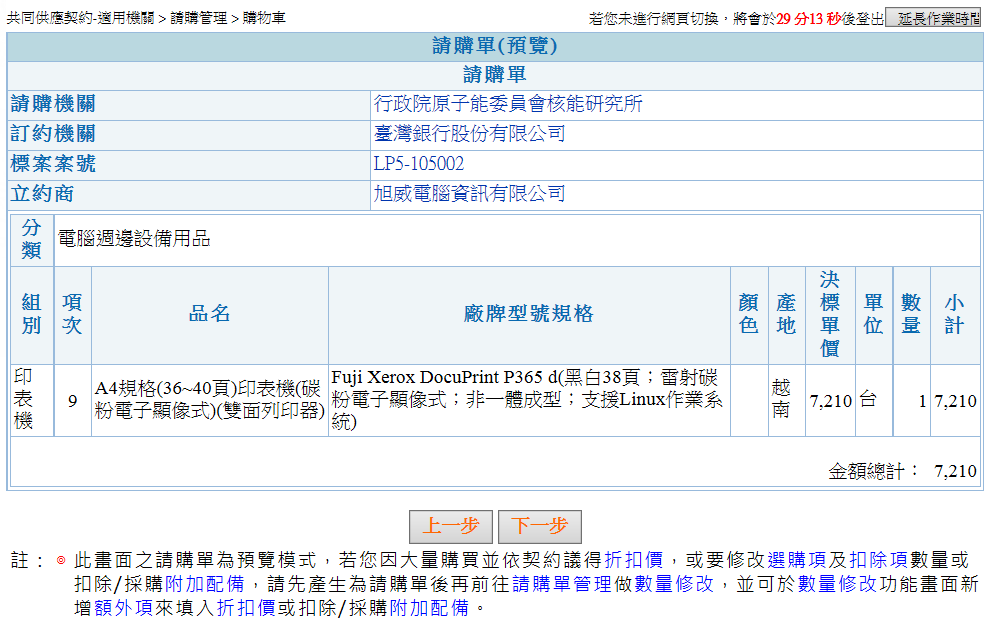 共同供應契約-適用機關 > 請購管理 > 購物車
若您未進行網頁切換，將會於29 分13 秒後登出 延長作業時間
請購單(預覽)
請購單
請購機關 行政院原子能委員會核能研究所
訂約機關 臺灣銀行股份有限公司
標案案號 LP5-105002
立約商 旭威電腦資訊有限公司
分類 電腦週邊設備用品
組別 項次 品名 廠牌型號規格 顏色 產地 決標單價 單位 數量 小計
印表機 9 A4規格(36~40頁)印表機(碳粉電子顯像式)(雙面列印器) Fuji Xerox DocuPrint P365 d(黑白38頁；雷射碳粉電子顯像式；非一體成型；支援Linux作業系統) 越南 7,210 台 1 7,210
金額總計： 7,210
上一步 下一步
註：⊙ 此畫面之請購單為預覽模式，若您因大量購買並依契約議得折扣價，或要修改選購項及扣除項數量或
扣除/採購附加配備，請先產生為請購單後再前往請購單管理做數量修改，並可於數量修改功能畫面新
增額外項來填入折扣價或扣除/採購附加配備。